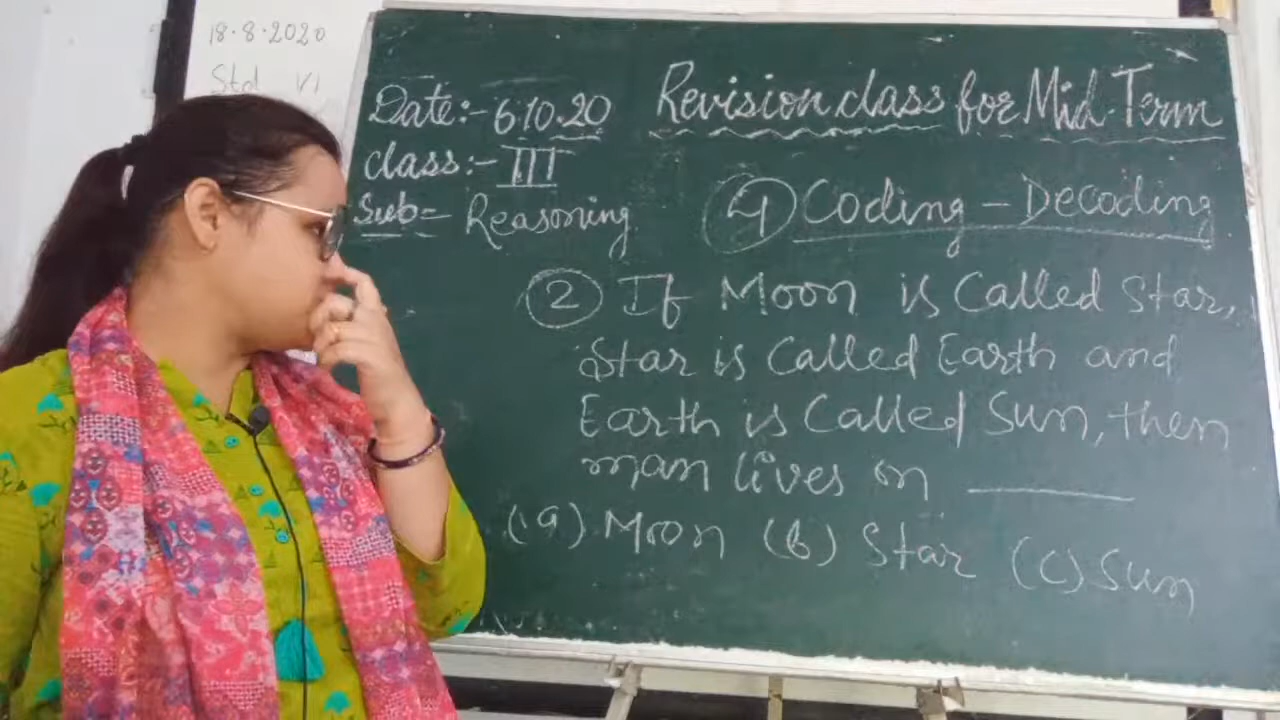 18.8.2020
Std VI
Date:- 6.10.20
Revision class for Mid-Term
class:- III
Sub:- Reasoning
4 Coding - Decoding
2 If Moon is called Star,
Star is called Earth and
Earth is called Sun, then
man lives on ______
(a) Moon (b) Star (c) Sun